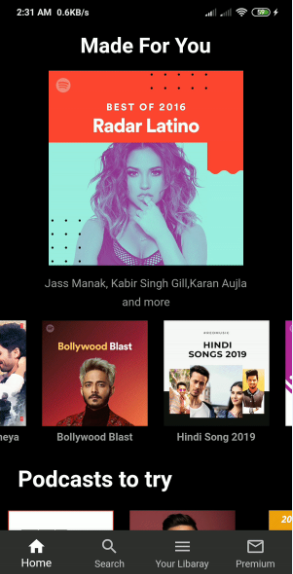 2:31 AM 0.6KB/s
Made For You
BEST OF 2016
Radar Latino
Jass Manak, Kabir Singh Gill,Karan Aujla
and more
Bollywood Blast
HINDI
SONGS 2019
neya
Bollywood Blast
Hindi Song 2019
Podcasts to try
20
Home
Search
Your Libaray
Premium